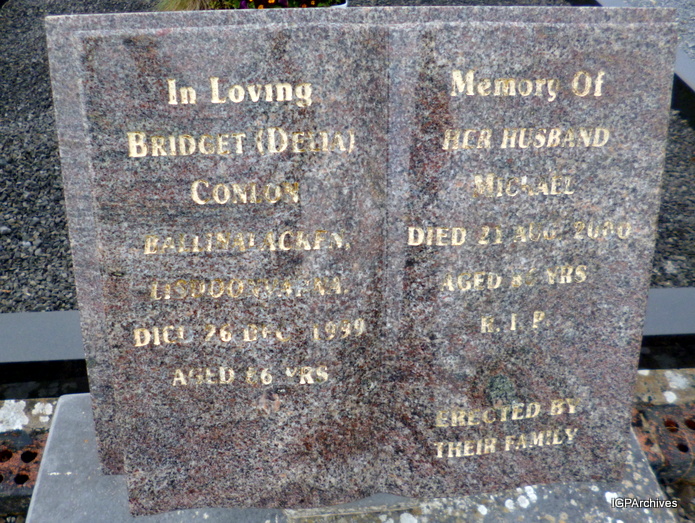 In Loving
BRIDGET (DELIA)
CONLON
BALLINALACKEN,
LISDOONVARNA.
DIED 26 DEC. 1999
AGED 86 YRS
Memory Of
HER HUSBAND
MICHAEL
DIED 21 AUG. 2000
AGED YRS
R. I. P.
ERECTED BY
THEIR FAMILY
IGPArchives